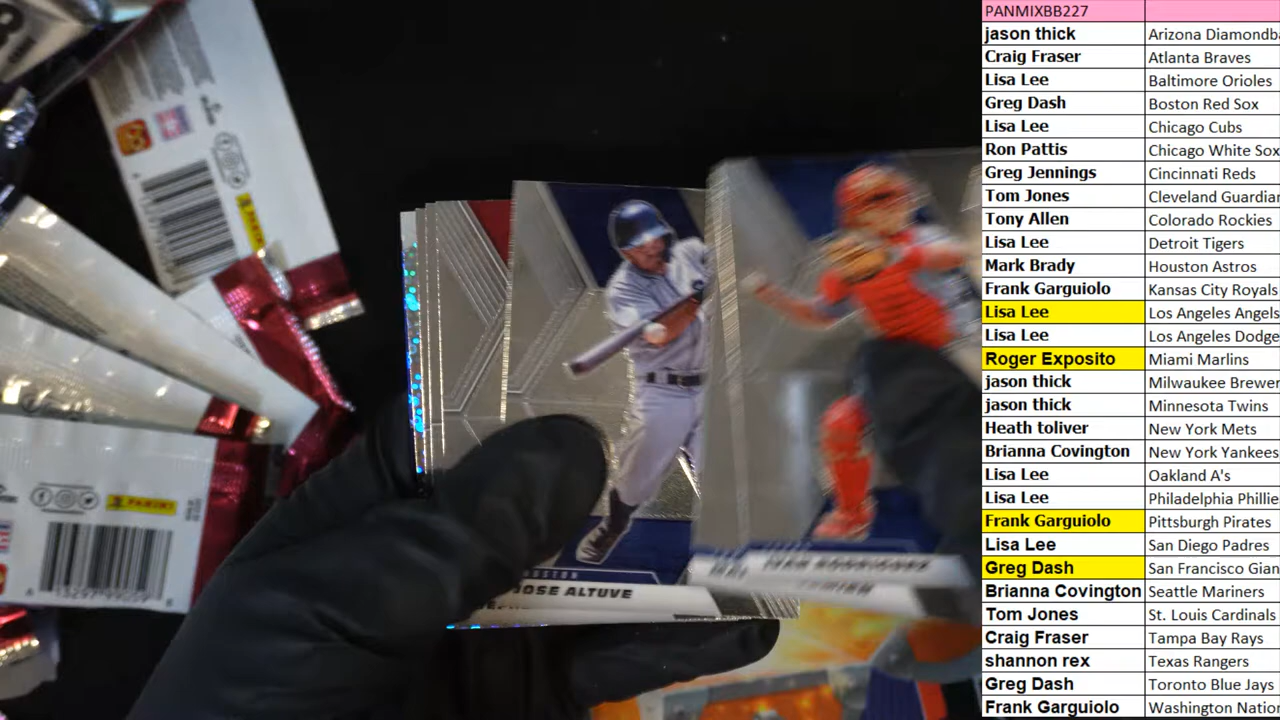 PANMIXBB227
jason thick Arizona Diamondba
Craig Fraser Atlanta Braves
Lisa Lee Baltimore Orioles
Greg Dash Boston Red Sox
Lisa Lee Chicago Cubs
Ron Pattis Chicago White Sox
Greg Jennings Cincinnati Reds
Tom Jones Cleveland Guardian
Tony Allen Colorado Rockies
Lisa Lee Detroit Tigers
Mark Brady Houston Astros
Frank Garguiolo Kansas City Royals
Lisa Lee Los Angeles Angels
Lisa Lee Los Angeles Dodge
Roger Exposito Miami Marlins
jason thick Milwaukee Brewer
jason thick Minnesota Twins
Heath toliver New York Mets
Brianna Covington New York Yankees
Lisa Lee Oakland A's
Lisa Lee Philadelphia Phillie
Frank Garguiolo Pittsburgh Pirates
Lisa Lee San Diego Padres
Greg Dash San Francisco Gian
Brianna Covington Seattle Mariners
Tom Jones St. Louis Cardinals
Craig Fraser Tampa Bay Rays
shannon rex Texas Rangers
Greg Dash Toronto Blue Jays
Frank Garguiolo Washington Nation
PANINI
HOUSTON
JOSE ALTUVE
IVAN RODRIGUEZ